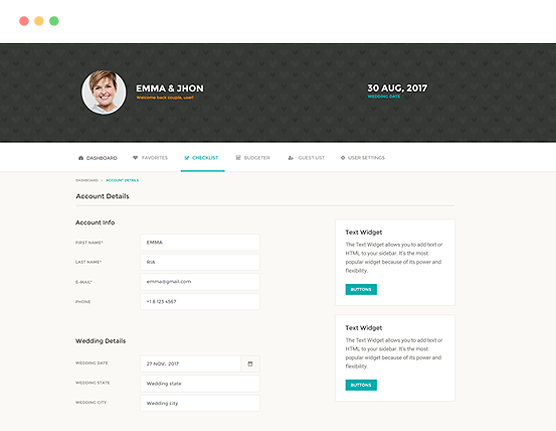 EMMA & JHON
Welcome back couple, user!
30 AUG, 2017
WEDDING DATE
DASHBOARD
FAVORITES
CHECKLIST
BUDGETER
GUEST LIST
USER SETTINGS
DASHBOARD / ACCOUNT DETAILS
Account Details
Account Info
FIRST NAME* EMMA
LAST NAME* RIA
E-MAIL* emma@gmail.com
PHONE +1 8 123 4567
Wedding Details
WEDDING DATE 27 NOV, 2017
WEDDING STATE Wedding state
WEDDING CITY Wedding city
Text Widget
The Text Widget allows you to add text or
HTML to your sidebar. It's the most
popular widget because of its power and
flexibility.
BUTTONS
Text Widget
The Text Widget allows you to add text or
HTML to your sidebar. It's the most
popular widget because of its power and
flexibility.
BUTTONS